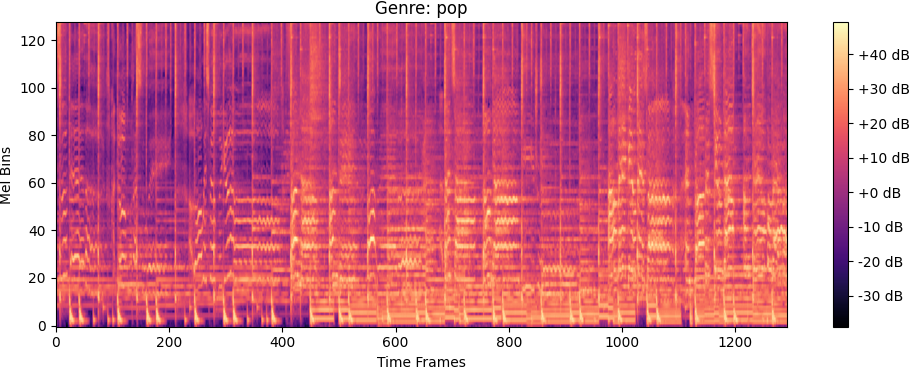 Genre: pop
120
100
80
60
40
20
0
Mel Bins
0 200 400 600 800 1000 1200
Time Frames
+40 dB
+30 dB
+20 dB
+10 dB
+0 dB
-10 dB
-20 dB
-30 dB